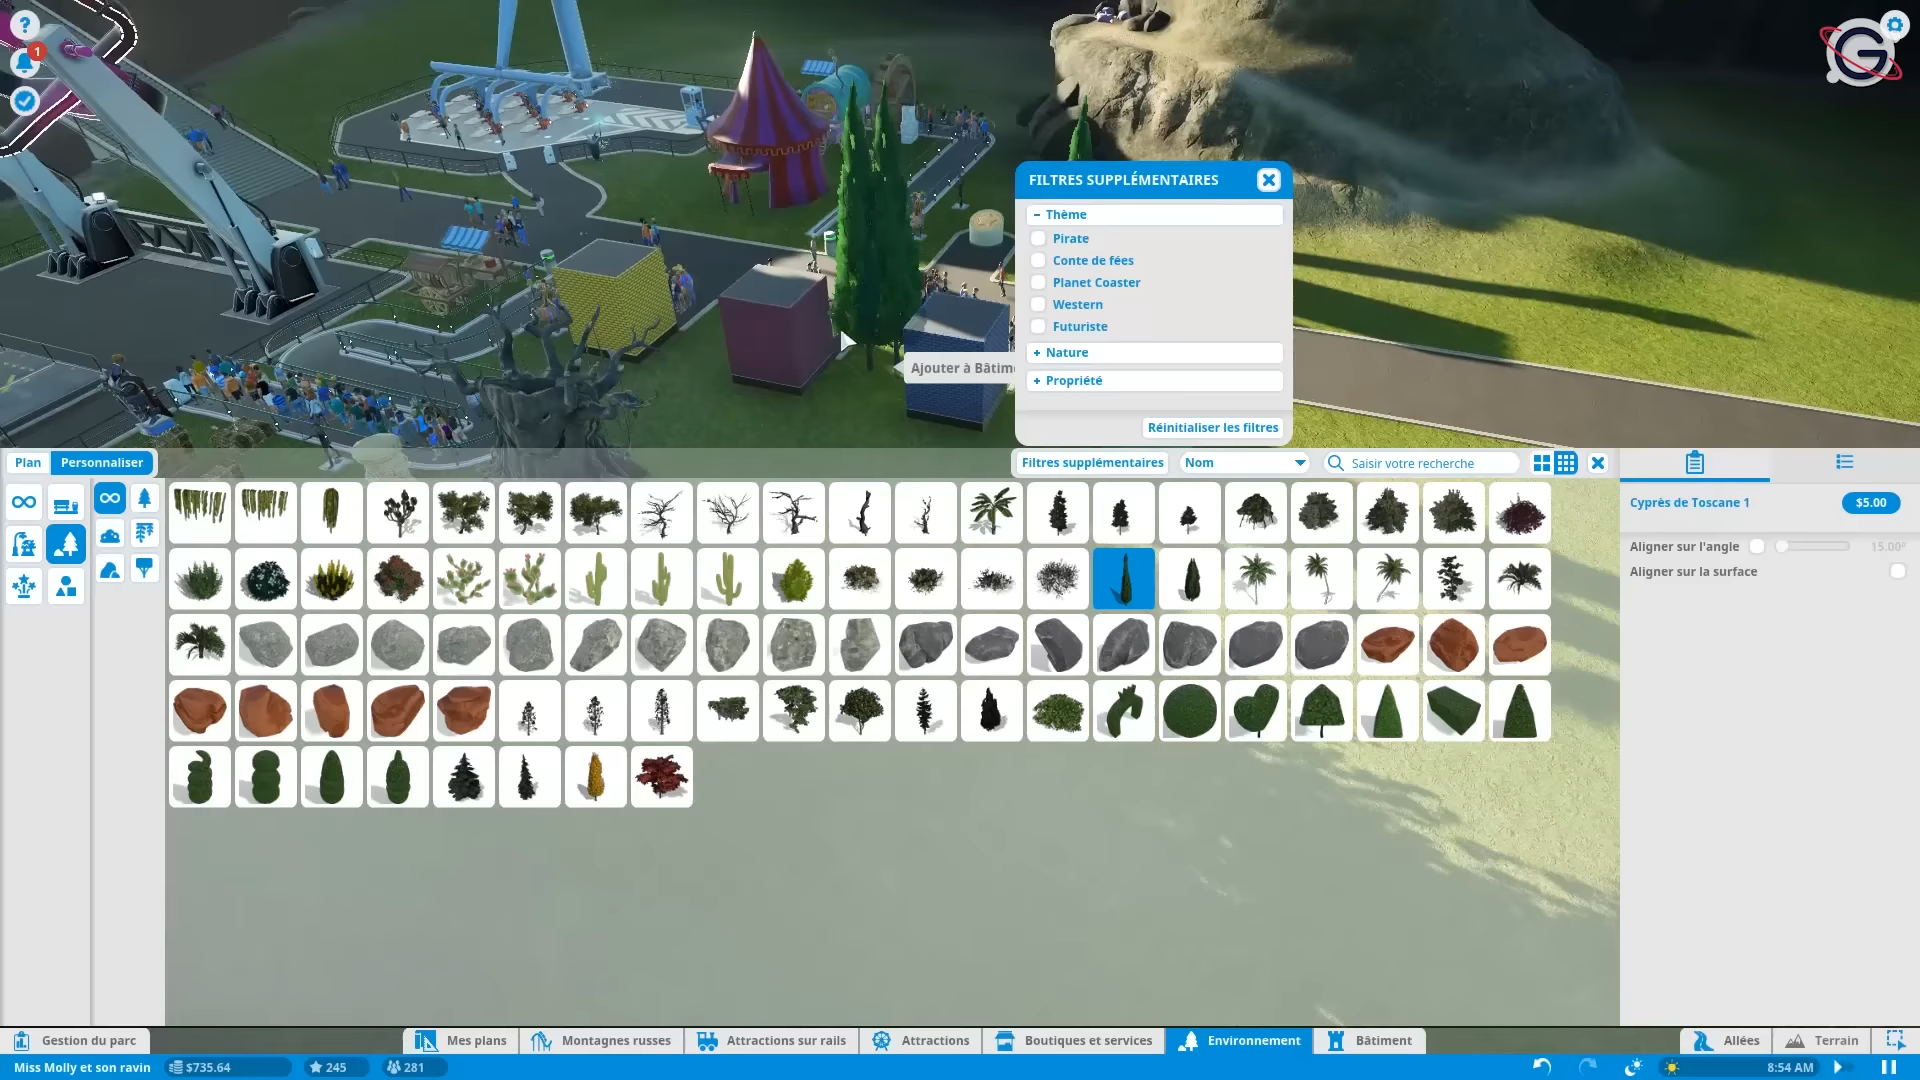 ?
1
G
FILTRES SUPPLÉMENTAIRES
− Thème
Pirate
Conte de fées
Planet Coaster
Western
Futuriste
+ Nature
+ Propriété
Réinitialiser les filtres
Ajouter à Bâtim
Plan
Personnaliser
Filtres supplémentaires
Nom
Saisir votre recherche
Cyprès de Toscane 1
$5.00
Aligner sur l'angle
15.00°
Aligner sur la surface
Gestion du parc
Mes plans
Montagnes russes
Attractions sur rails
Attractions
Boutiques et services
Environnement
Bâtiment
Allées
Terrain
Miss Molly et son ravin
$735.64
245
281
8:54 AM